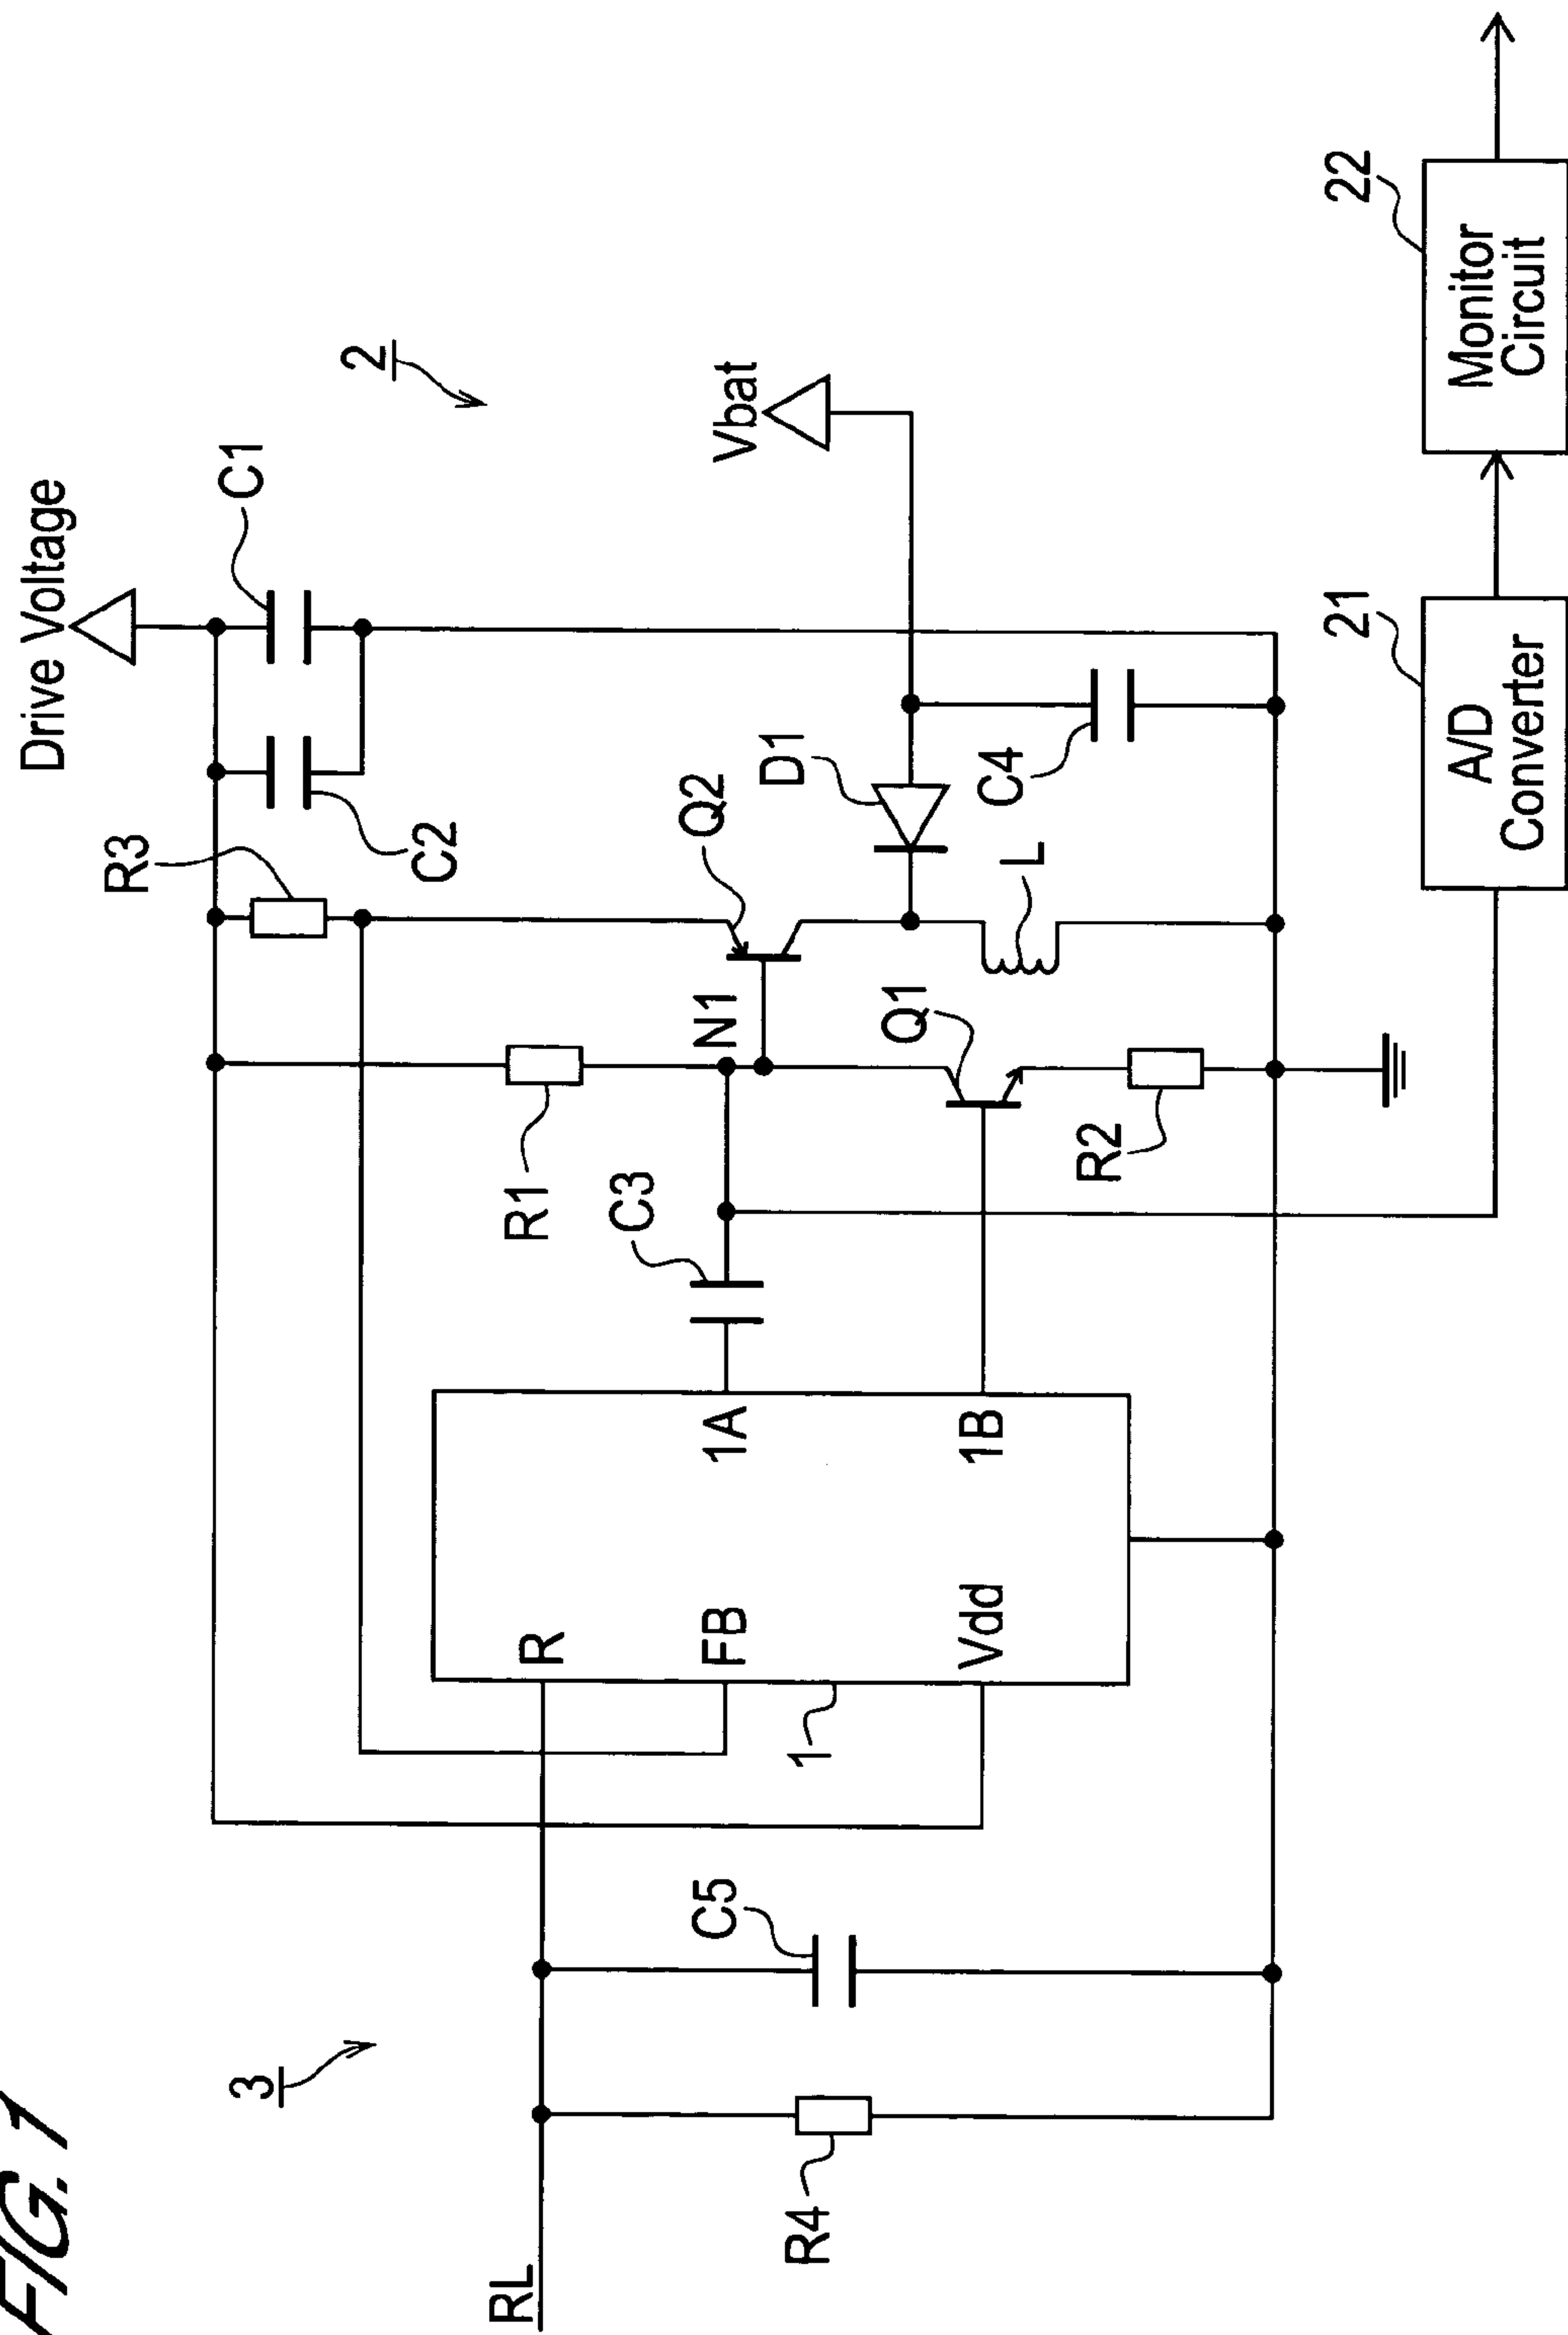 FIG. 1
Drive Voltage
2
C1
C2
R3
Vbat
Q2
D1
R1
N1
C3
Q1
L
C4
R2
3
RL
R
1A
FB
1B
Vdd
1
C5
R4
A/D
Converter
21
Monitor
Circuit
22